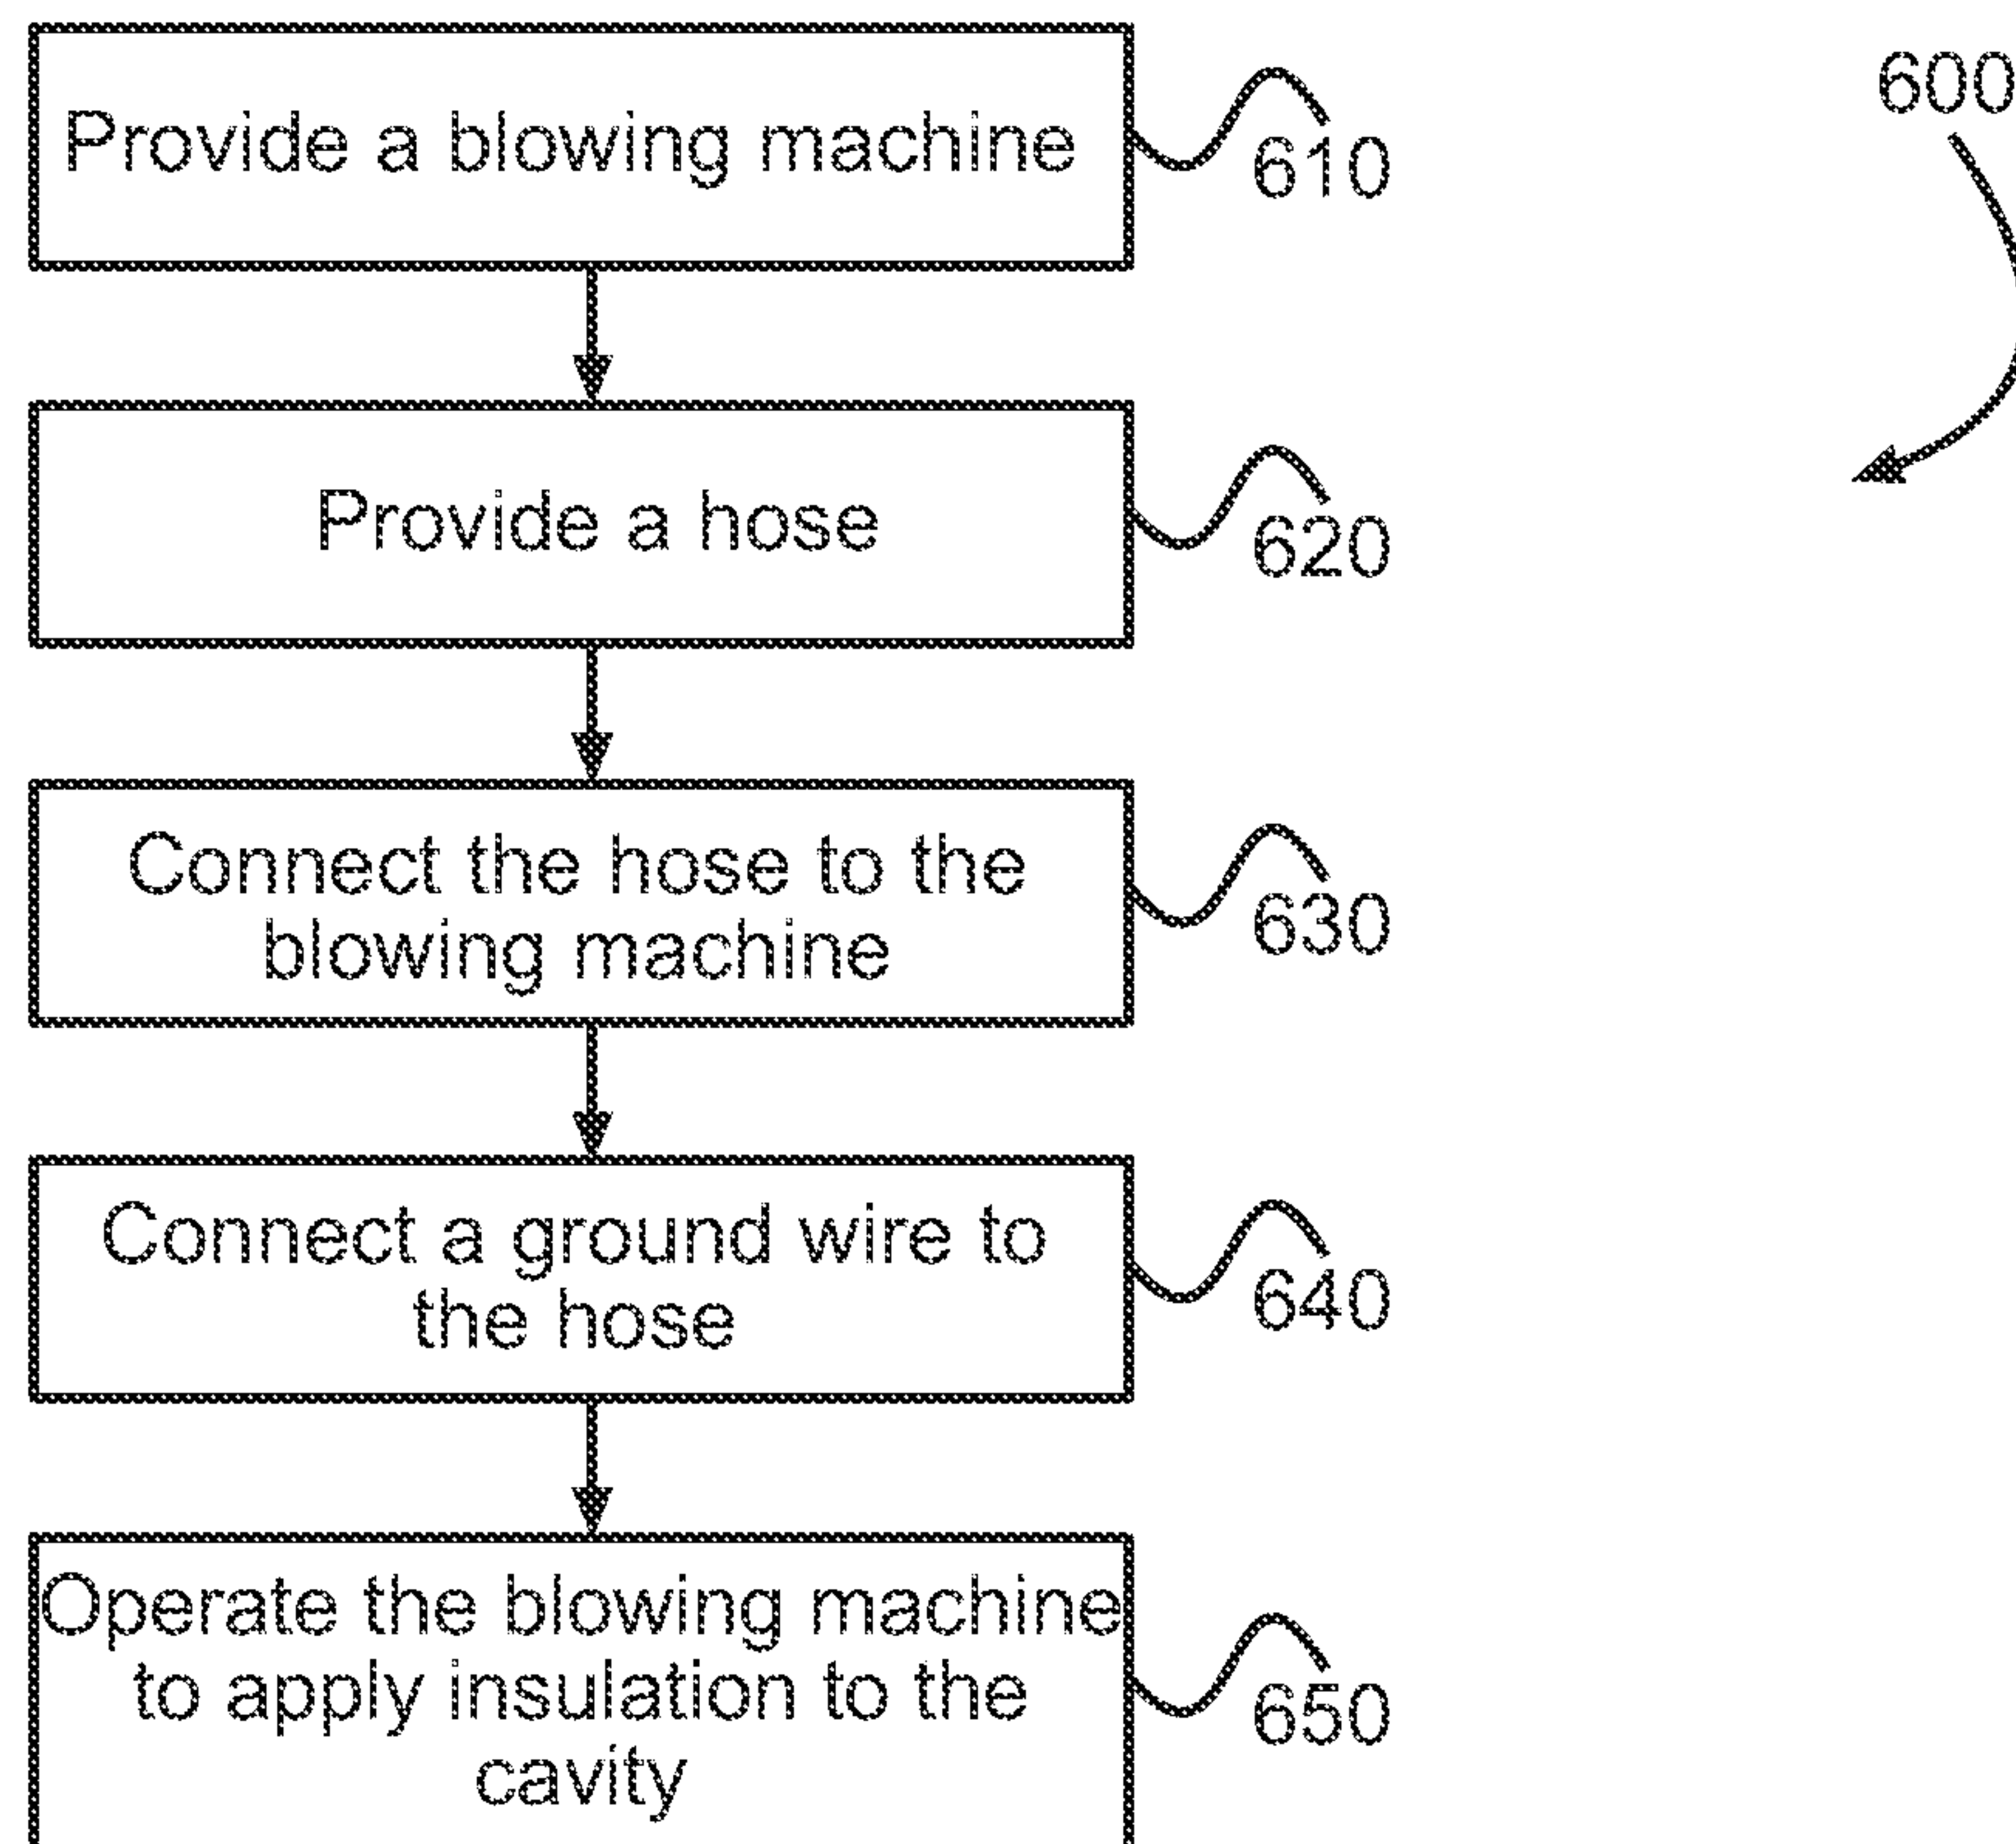 Provide a blowing machine
610
600
Provide a hose
620
Connect the hose to the
blowing machine
630
Connect a ground wire to
the hose
640
Operate the blowing machine
to apply insulation to the
cavity
650